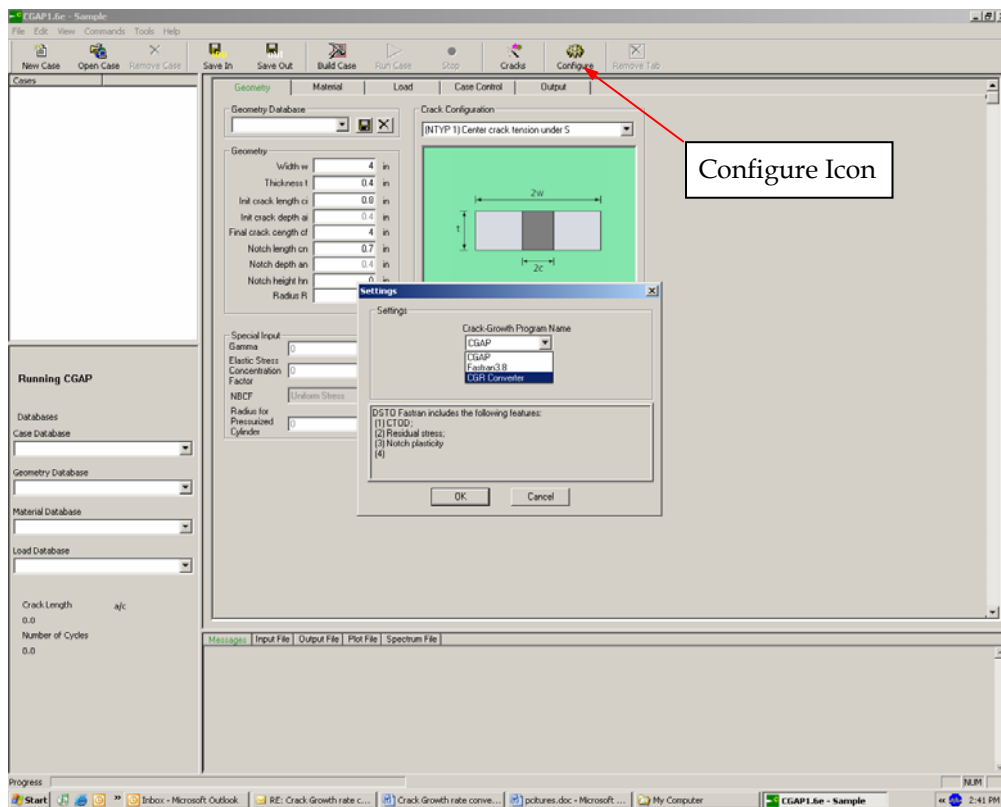 CGAP1.6e - Sample
File Edit View Commands Tools Help
New Case Open Case Remove Case Save In Save Out Build Case Run Case Stop Cracks Configure Remove Tab
Cases
Geometry Material Load Case Control Output
Geometry Database
Crack Configuration
(NTYP 1) Center crack tension under S
Configure Icon
Geometry
Width w 4 in
Thickness t 0.4 in
Init crack length ci 0.8 in
Init crack depth ai 0.4 in
Final crack cength cf 4 in
Notch length cn 0.7 in
Notch depth an 0.4 in
Notch height hn 0 in
Radius R
2w
t
2c
Special Input
Gamma 0
Elastic Stress
Concentration 0
Factor
NBCF Uniform Stress
Radius for
Pressurized 0
Cylinder
Settings
Settings
Crack-Growth Program Name
CGAP
CGAP
Fastran3.8
CGR Converter
DSTO Fastran includes the following features:
(1) CTOD;
(2) Residual stress;
(3) Notch plasticity
(4)
OK Cancel
Running CGAP
Databases
Case Database
Geometry Database
Material Database
Load Database
Crack Length a/c
0.0
Number of Cycles
0.0
Messages Input File Output File Plot File Spectrum File
Progress NUM
Start » Inbox - Microsoft Outlook RE: Crack Growth rate c... Crack Growth rate conve... pcitures.doc - Microsoft ... My Computer CGAP1.6e - Sample « 2:41 PM